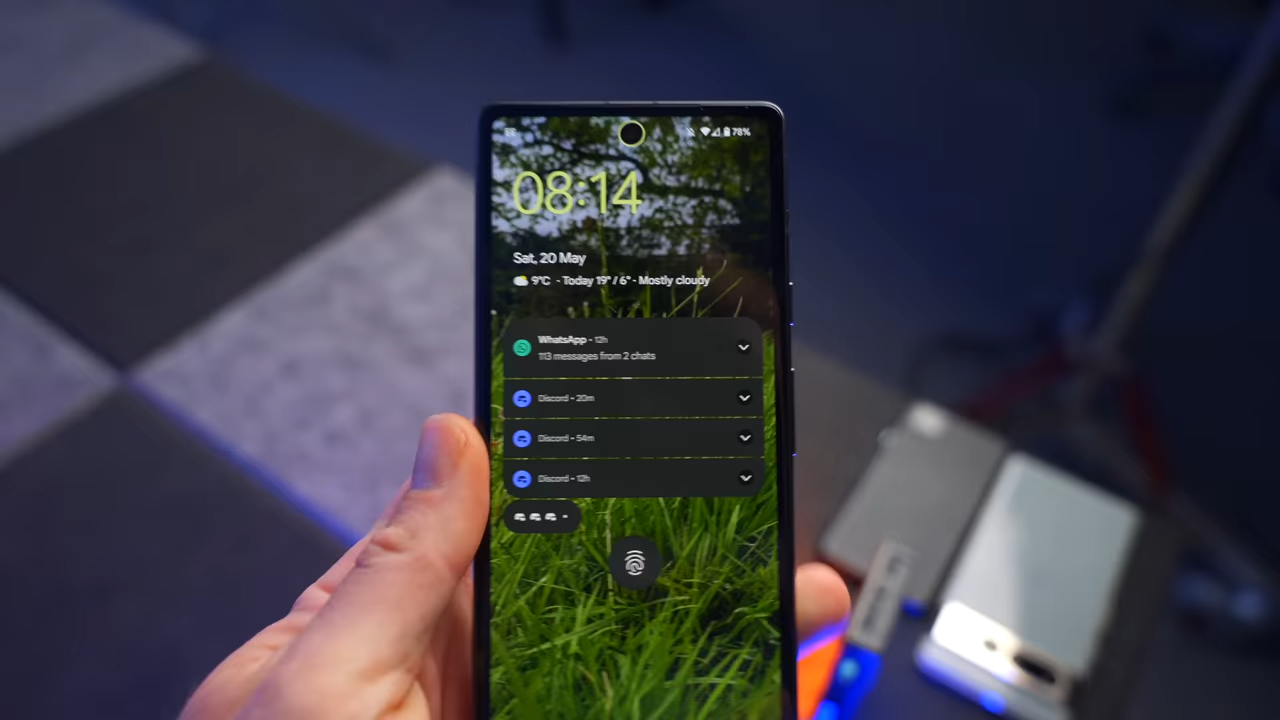 78%
08:14
Sat, 20 May
9°C · Today 19° / 6° · Mostly cloudy
WhatsApp • 12h
113 messages from 2 chats
Discord • 20m
Discord • 54m
Discord • 12h